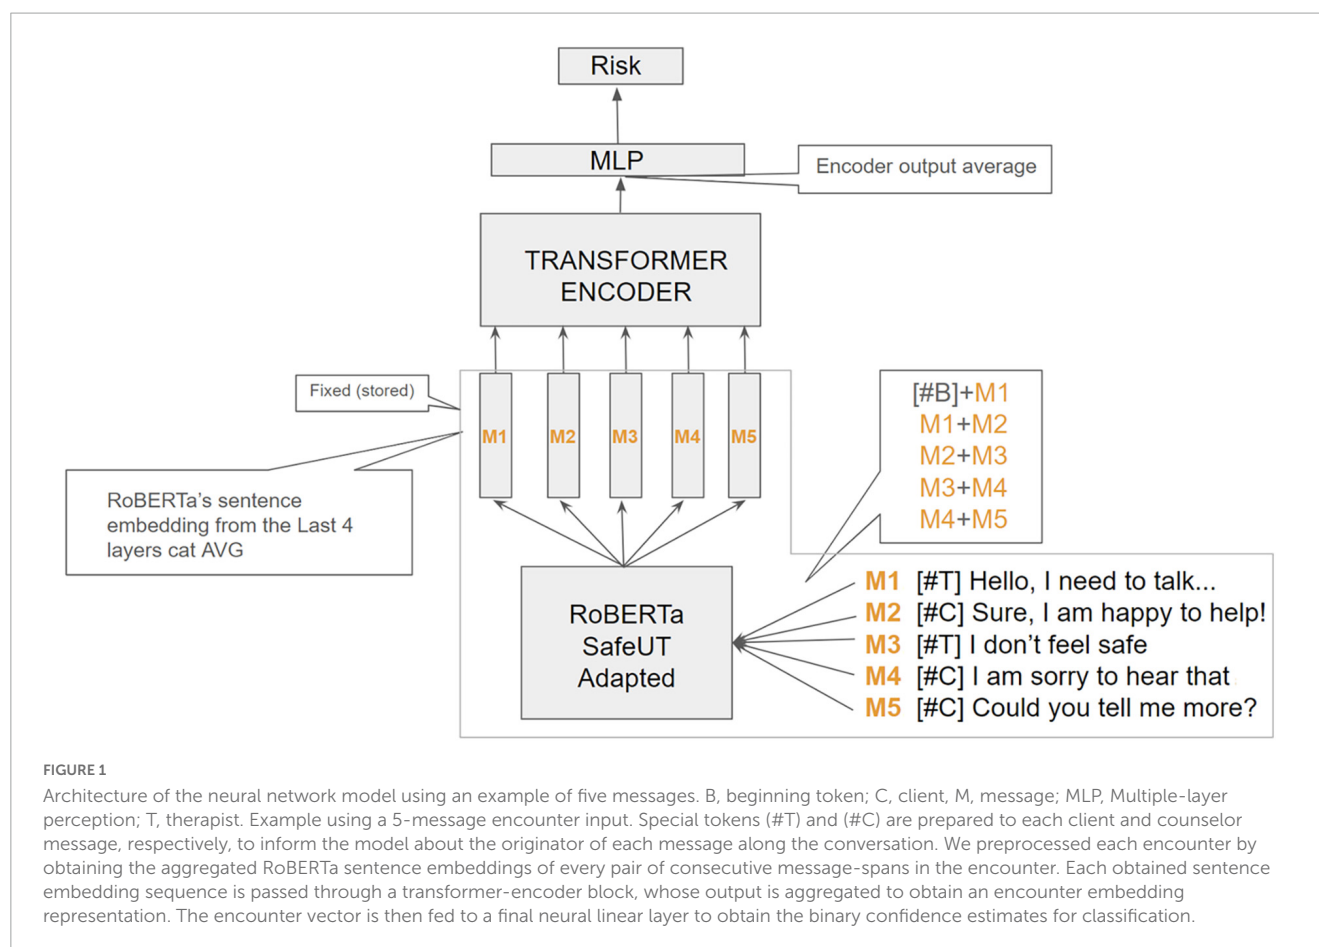 Risk
MLP
Encoder output average
TRANSFORMER
ENCODER
Fixed (stored)
M1 M2 M3 M4 M5
[#B]+M1
M1+M2
M2+M3
M3+M4
M4+M5
RoBERTa's sentence
embedding from the Last 4
layers cat AVG
RoBERTa
SafeUT
Adapted
M1 [#T] Hello, I need to talk...
M2 [#C] Sure, I am happy to help!
M3 [#T] I don't feel safe
M4 [#C] I am sorry to hear that
M5 [#C] Could you tell me more?
FIGURE 1
Architecture of the neural network model using an example of five messages. B, beginning token; C, client, M, message; MLP, Multiple-layer
perception; T, therapist. Example using a 5-message encounter input. Special tokens (#T) and (#C) are prepared to each client and counselor
message, respectively, to inform the model about the originator of each message along the conversation. We preprocessed each encounter by
obtaining the aggregated RoBERTa sentence embeddings of every pair of consecutive message-spans in the encounter. Each obtained sentence
embedding sequence is passed through a transformer-encoder block, whose output is aggregated to obtain an encounter embedding
representation. The encounter vector is then fed to a final neural linear layer to obtain the binary confidence estimates for classification.